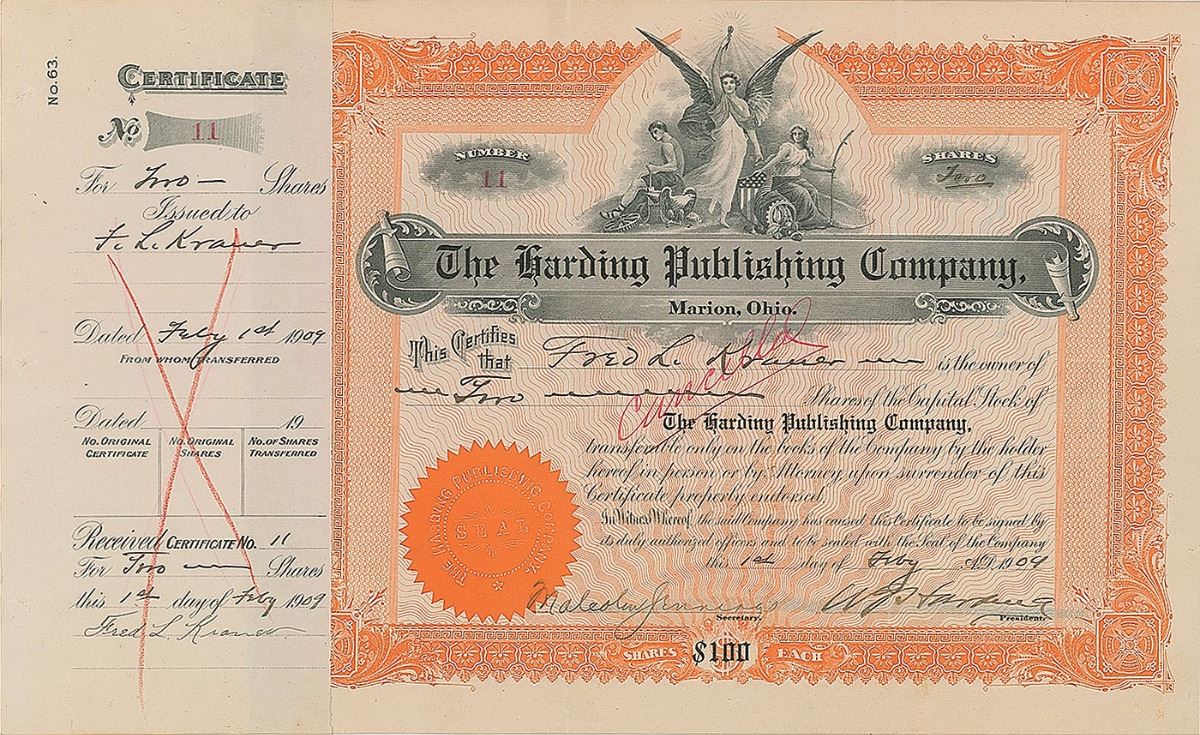 No. 63.
CERTIFICATE
No 11
For Two — Shares
Issued to
F. L. Kramer
Dated Feby 1st 1909
FROM WHOM TRANSFERRED
Dated 19
NO. ORIGINAL CERTIFICATE
NO. ORIGINAL SHARES
NO. OF SHARES TRANSFERRED
Received CERTIFICATE NO. 11
For Two — Shares
this 1st day of Feby 1909
Fred L Kramer
NUMBER
11
SHARES
Two
The Harding Publishing Company,
Marion, Ohio.
This Certifies that Fred L. Kramer is the owner of
Two Shares of the Capital Stock of
Cancelled
The Harding Publishing Company,
transferable only on the books of the Company by the holder
hereof in person or by Attorney upon surrender of this
Certificate properly endorsed.
In Witness Whereof, the said Company has caused this Certificate to be signed by
its duly authorized officers and to be sealed with the Seal of the Company
this 1st day of Feby A.D. 1909
THE HARDING PUBLISHING COMPANY
SEAL
Malcolm Jennings
Secretary.
W G Harding
President.
SHARES $100 EACH